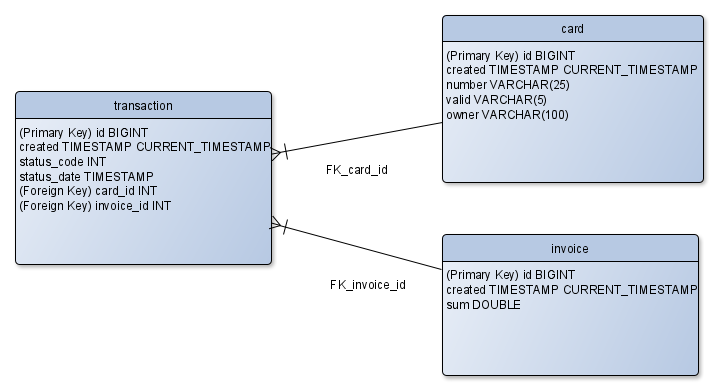 card
(Primary Key) id BIGINT
created TIMESTAMP CURRENT_TIMESTAMP
number VARCHAR(25)
valid VARCHAR(5)
owner VARCHAR(100)
transaction
(Primary Key) id BIGINT
created TIMESTAMP CURRENT_TIMESTAMP
status_code INT
status_date TIMESTAMP
(Foreign Key) card_id INT
(Foreign Key) invoice_id INT
FK_card_id
FK_invoice_id
invoice
(Primary Key) id BIGINT
created TIMESTAMP CURRENT_TIMESTAMP
sum DOUBLE